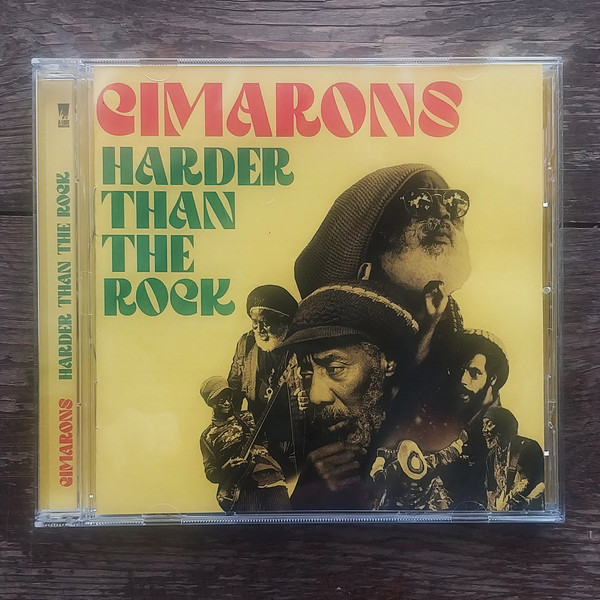 CIMARONS
HARDER
THAN
THE
ROCK
CIMARONS HARDER THAN THE ROCK